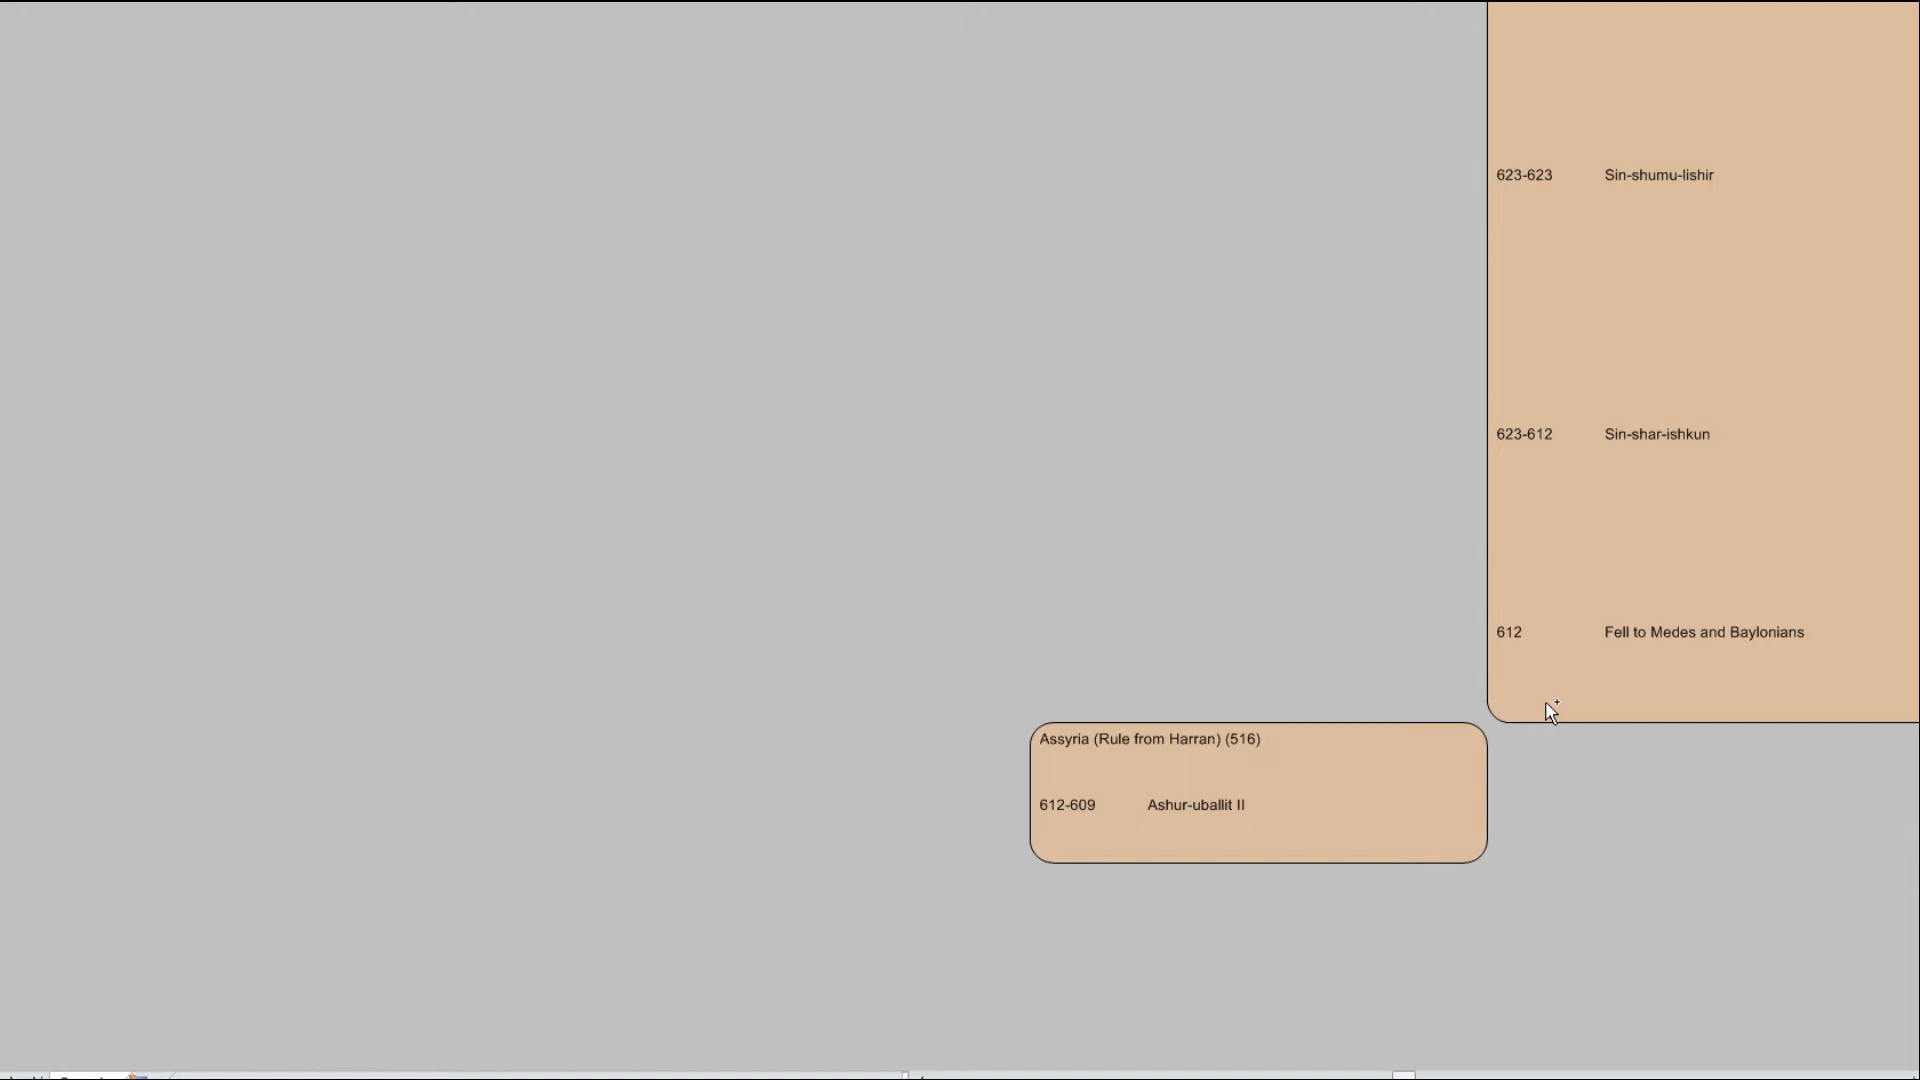 623-623 Sin-shumu-lishir
623-612 Sin-shar-ishkun
612 Fell to Medes and Baylonians
Assyria (Rule from Harran) (516)
612-609 Ashur-uballit II